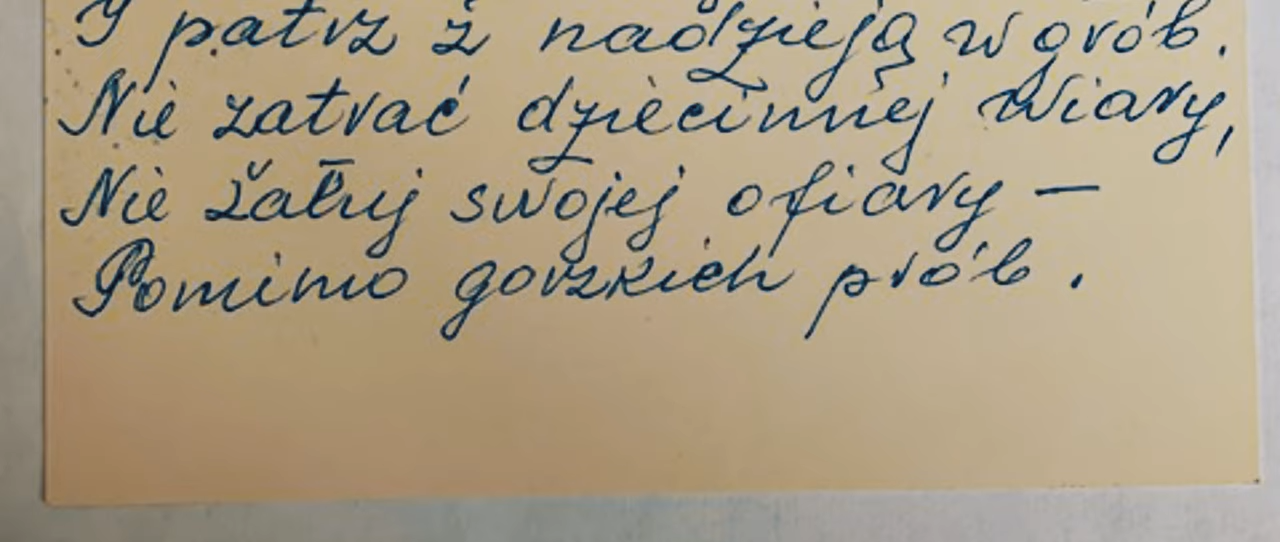 I patrz z nadzieją w grób.
Nie zatrać dziecinnej wiary,
Nie żałuj swojej ofiary —
Pomimo gorzkich prób.